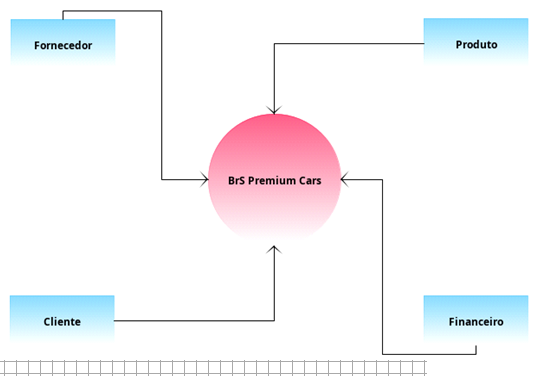 Fornecedor
Produto
BrS Premium Cars
Cliente
Financeiro